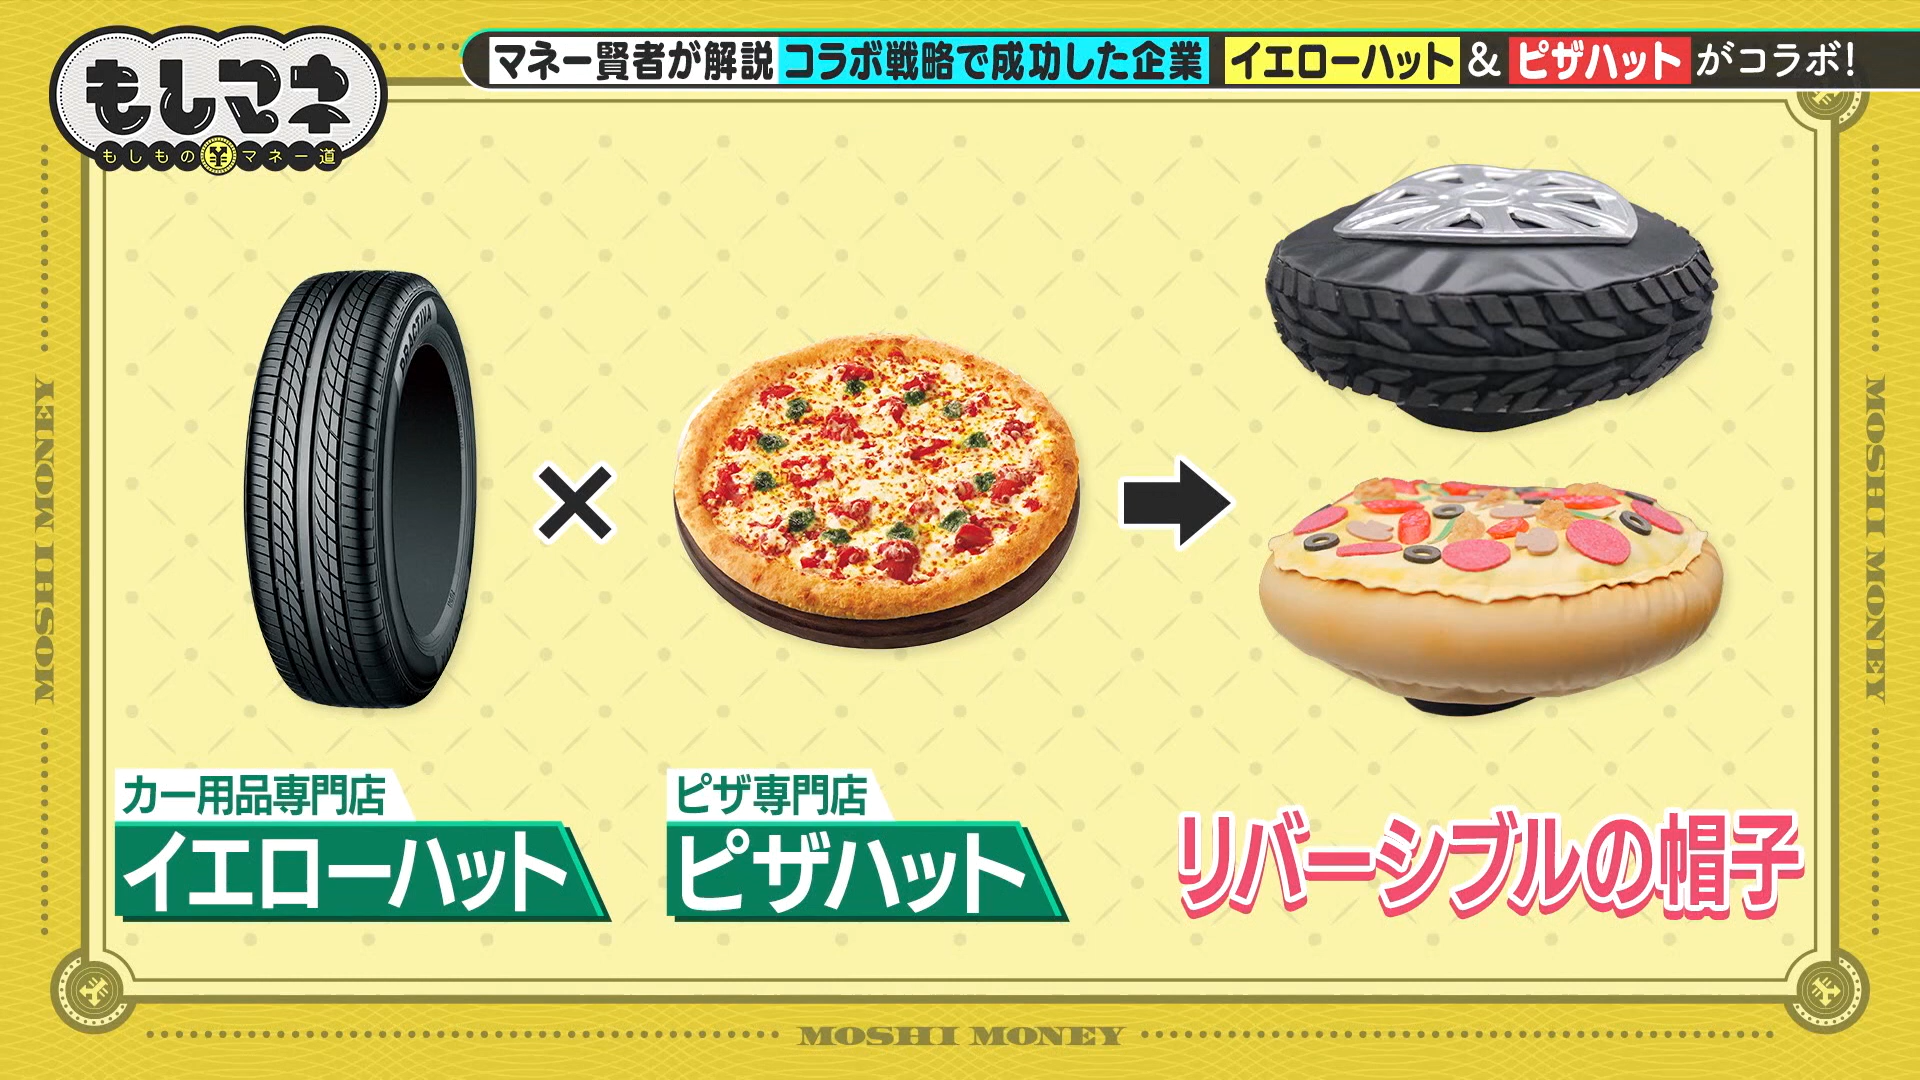 もしマネ
もしもの マネー道
マネー賢者が解説 コラボ戦略で成功した企業 イエローハット & ピザハット がコラボ!
MOSHI MONEY
PRACTIVA
×
カー用品専門店
イエローハット
ピザ専門店
ピザハット
リバーシブルの帽子
MOSHI MONEY
MOSHI MONEY